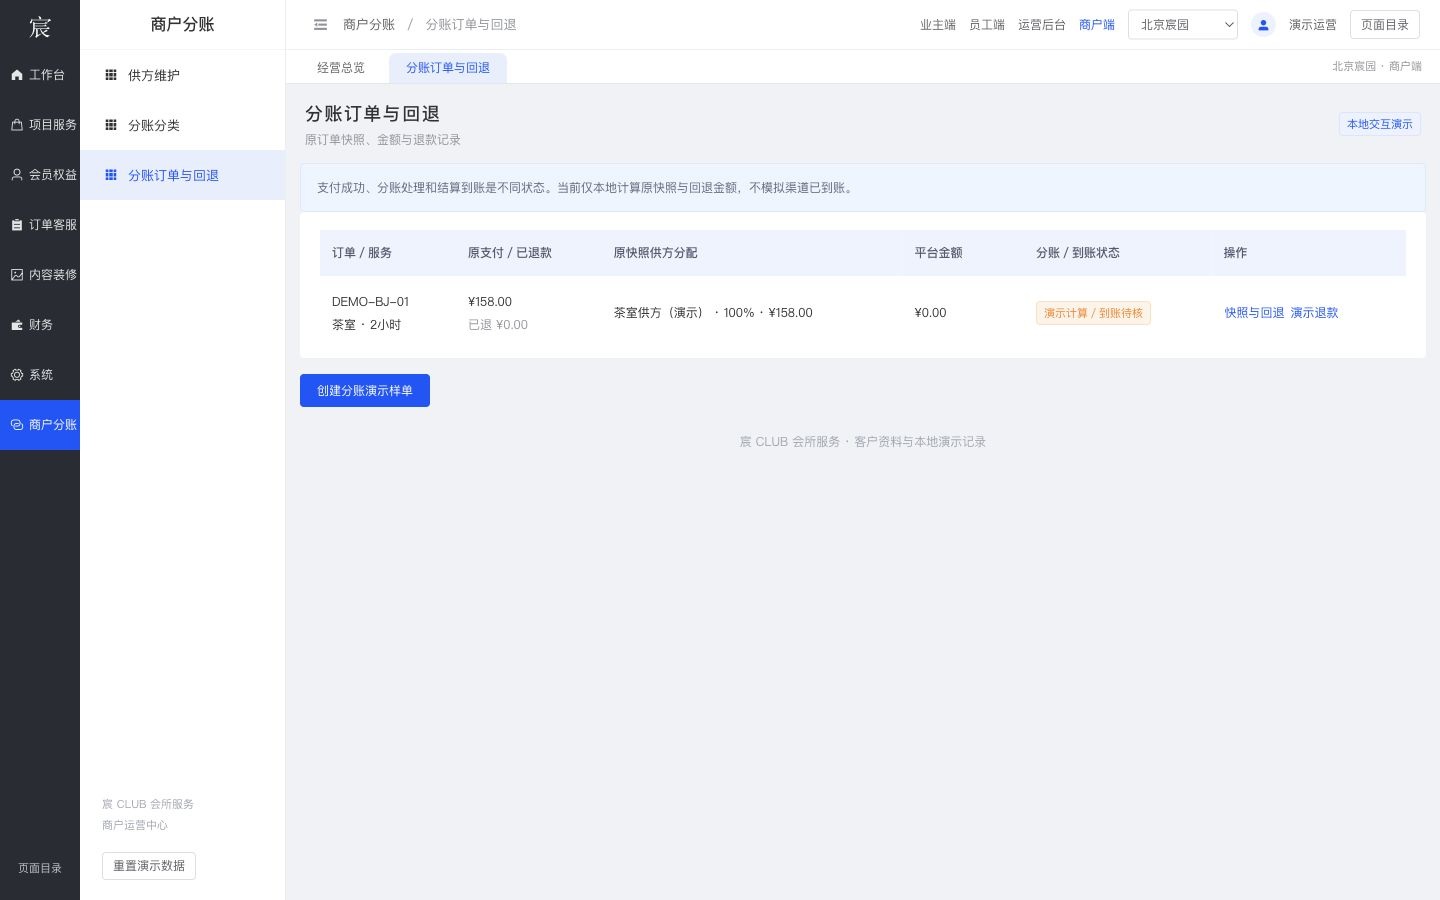 宸
工作台
项目服务
会员权益
订单客服
内容装修
财务
系统
商户分账
页面目录
商户分账
供方维护
分账分类
分账订单与回退
宸 CLUB 会所服务
商户运营中心
重置演示数据
商户分账 / 分账订单与回退
业主端 员工端 运营后台 商户端 北京宸园 演示运营 页面目录
经营总览 分账订单与回退
北京宸园 · 商户端
分账订单与回退
原订单快照、金额与退款记录
本地交互演示
支付成功、分账处理和结算到账是不同状态。当前仅本地计算原快照与回退金额，不模拟渠道已到账。
订单 / 服务 原支付 / 已退款 原快照供方分配 平台金额 分账 / 到账状态 操作
DEMO-BJ-01
茶室 · 2小时
¥158.00
已退 ¥0.00
茶室供方（演示） · 100% · ¥158.00
¥0.00
演示计算 / 到账待核
快照与回退 演示退款
创建分账演示样单
宸 CLUB 会所服务 · 客户资料与本地演示记录